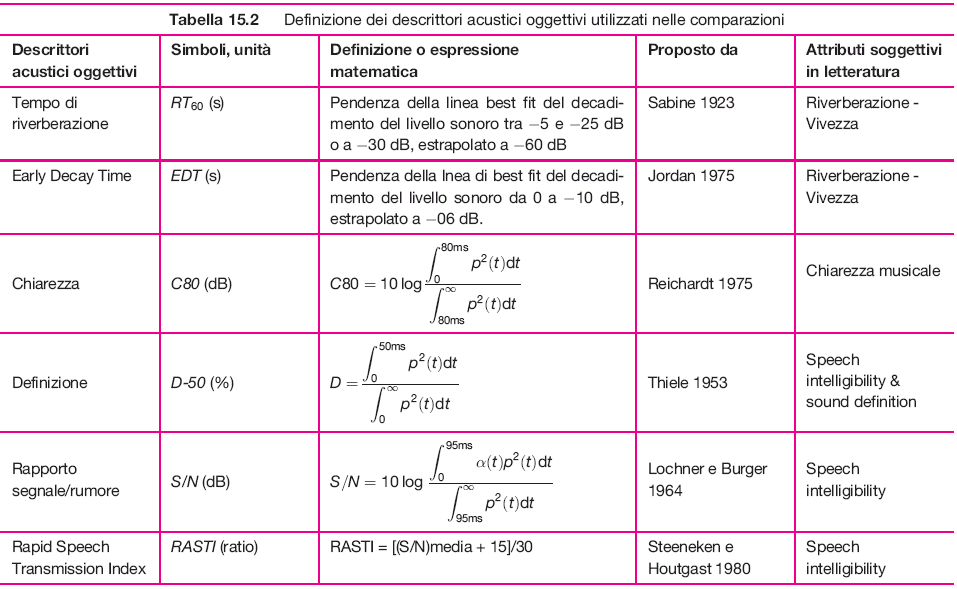 Tabella 15.2 Definizione dei descrittori acustici oggettivi utilizzati nelle comparazioni
Descrittori acustici oggettivi | Simboli, unità | Definizione o espressione matematica | Proposto da | Attributi soggettivi in letteratura
Tempo di riverberazione | RT₆₀ (s) | Pendenza della linea best fit del decadimento del livello sonoro tra −5 e −25 dB o a −30 dB, estrapolato a −60 dB | Sabine 1923 | Riverberazione - Vivezza
Early Decay Time | EDT (s) | Pendenza della lnea di best fit del decadimento del livello sonoro da 0 a −10 dB, estrapolato a −06 dB. | Jordan 1975 | Riverberazione - Vivezza
Chiarezza | C80 (dB) | C80 = 10 log ∫₀^80ms p²(t)dt / ∫_80ms^∞ p²(t)dt | Reichardt 1975 | Chiarezza musicale
Definizione | D-50 (%) | D = ∫₀^50ms p²(t)dt / ∫₀^∞ p²(t)dt | Thiele 1953 | Speech intelligibility & sound definition
Rapporto segnale/rumore | S/N (dB) | S/N = 10 log ∫₀^95ms α(t)p²(t)dt / ∫_95ms^∞ p²(t)dt | Lochner e Burger 1964 | Speech intelligibility
Rapid Speech Transmission Index | RASTI (ratio) | RASTI = [(S/N)media + 15]/30 | Steeneken e Houtgast 1980 | Speech intelligibility